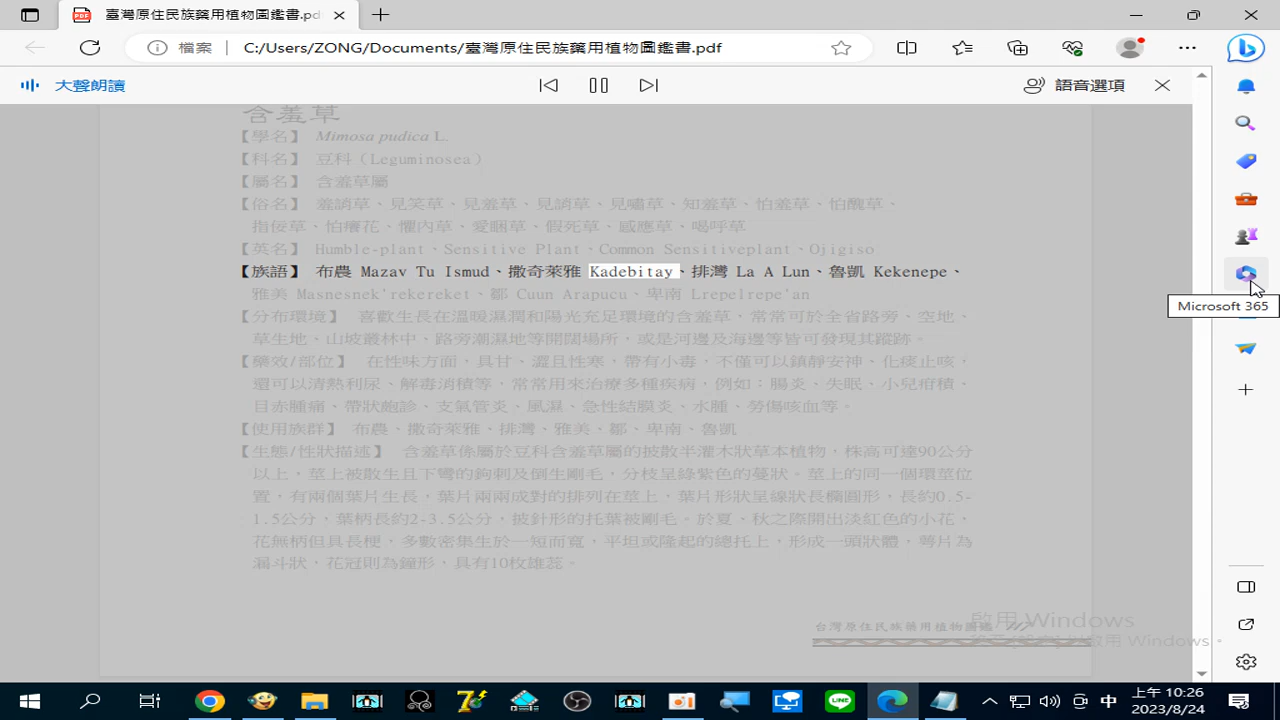 臺灣原住民族藥用植物圖鑑書.pd
檔案 C:/Users/ZONG/Documents/臺灣原住民族藥用植物圖鑑書.pdf
大聲朗讀
語音選項
含羞草
【學名】 Mimosa pudica L.
【科名】 豆科（Leguminosea）
【屬名】 含羞草屬
【俗名】 羞誚草、見笑草、見羞草、見誚草、見嘯草、知羞草、怕羞草、怕醜草、
指佞草、怕癢花、懼內草、愛睏草、假死草、感應草、喝呼草
【英名】 Humble-plant、Sensitive Plant、Common Sensitiveplant、Ojigiso
【族語】 布農 Mazav Tu Ismud、撒奇萊雅 Kadebitay、排灣 La A Lun、魯凱 Kekenepe、
雅美 Masnesnek'rekereket、鄒 Cuun Arapucu、卑南 Lrepelrepe'an
【分布環境】 喜歡生長在溫暖濕潤和陽光充足環境的含羞草，常常可於全省路旁、空地、
草生地、山坡叢林中、路旁潮濕地等開闊場所，或是河邊及海邊等皆可發現其蹤跡。
【藥效/部位】 在性味方面，具甘、澀且性寒，帶有小毒，不僅可以鎮靜安神、化痰止咳，
還可以清熱利尿、解毒消積等，常常用來治療多種疾病，例如：腸炎、失眠、小兒疳積、
目赤腫痛、帶狀皰診、支氣管炎、風濕、急性結膜炎、水腫、勞傷咳血等。
【使用族群】 布農、撒奇萊雅、排灣、雅美、鄒、卑南、魯凱
【生態/性狀描述】 含羞草係屬於豆科含羞草屬的披散半灌木狀草本植物，株高可達90公分
以上，莖上被散生且下彎的鉤刺及倒生剛毛，分枝呈綠紫色的蔓狀。莖上的同一個環莖位
置，有兩個葉片生長，葉片兩兩成對的排列在莖上，葉片形狀呈線狀長橢圓形，長約0.5-
1.5公分，葉柄長約2-3.5公分，披針形的托葉被剛毛。於夏、秋之際開出淡紅色的小花，
花無柄但具長梗，多數密集生於一短而寬，平坦或隆起的總托上，形成一頭狀體，萼片為
漏斗狀，花冠則為鐘形，具有10枚雄蕊。
台灣原住民族藥用植物圖鑑
啟用 Windows
Windows。
Microsoft 365
中
上午 10:26
2023/8/24